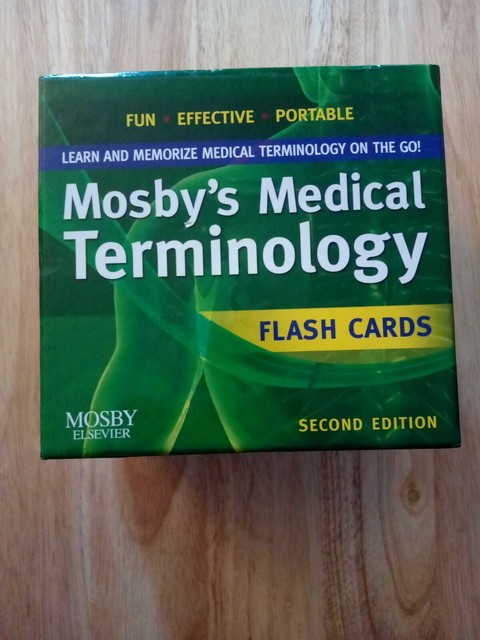 FUN • EFFECTIVE • PORTABLE
LEARN AND MEMORIZE MEDICAL TERMINOLOGY ON THE GO!
Mosby's Medical
Terminology
FLASH CARDS
MOSBY
ELSEVIER
SECOND EDITION